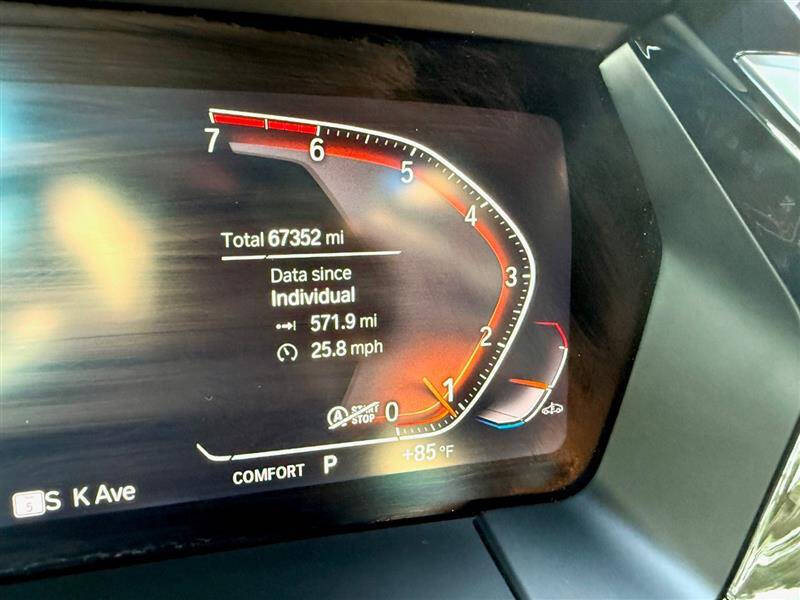 7
6
5
4
3
2
1
0
Total 67352 mi
Data since
Individual
571.9 mi
25.8 mph
A START
STOP
+85 °F
COMFORT P
5 S K Ave